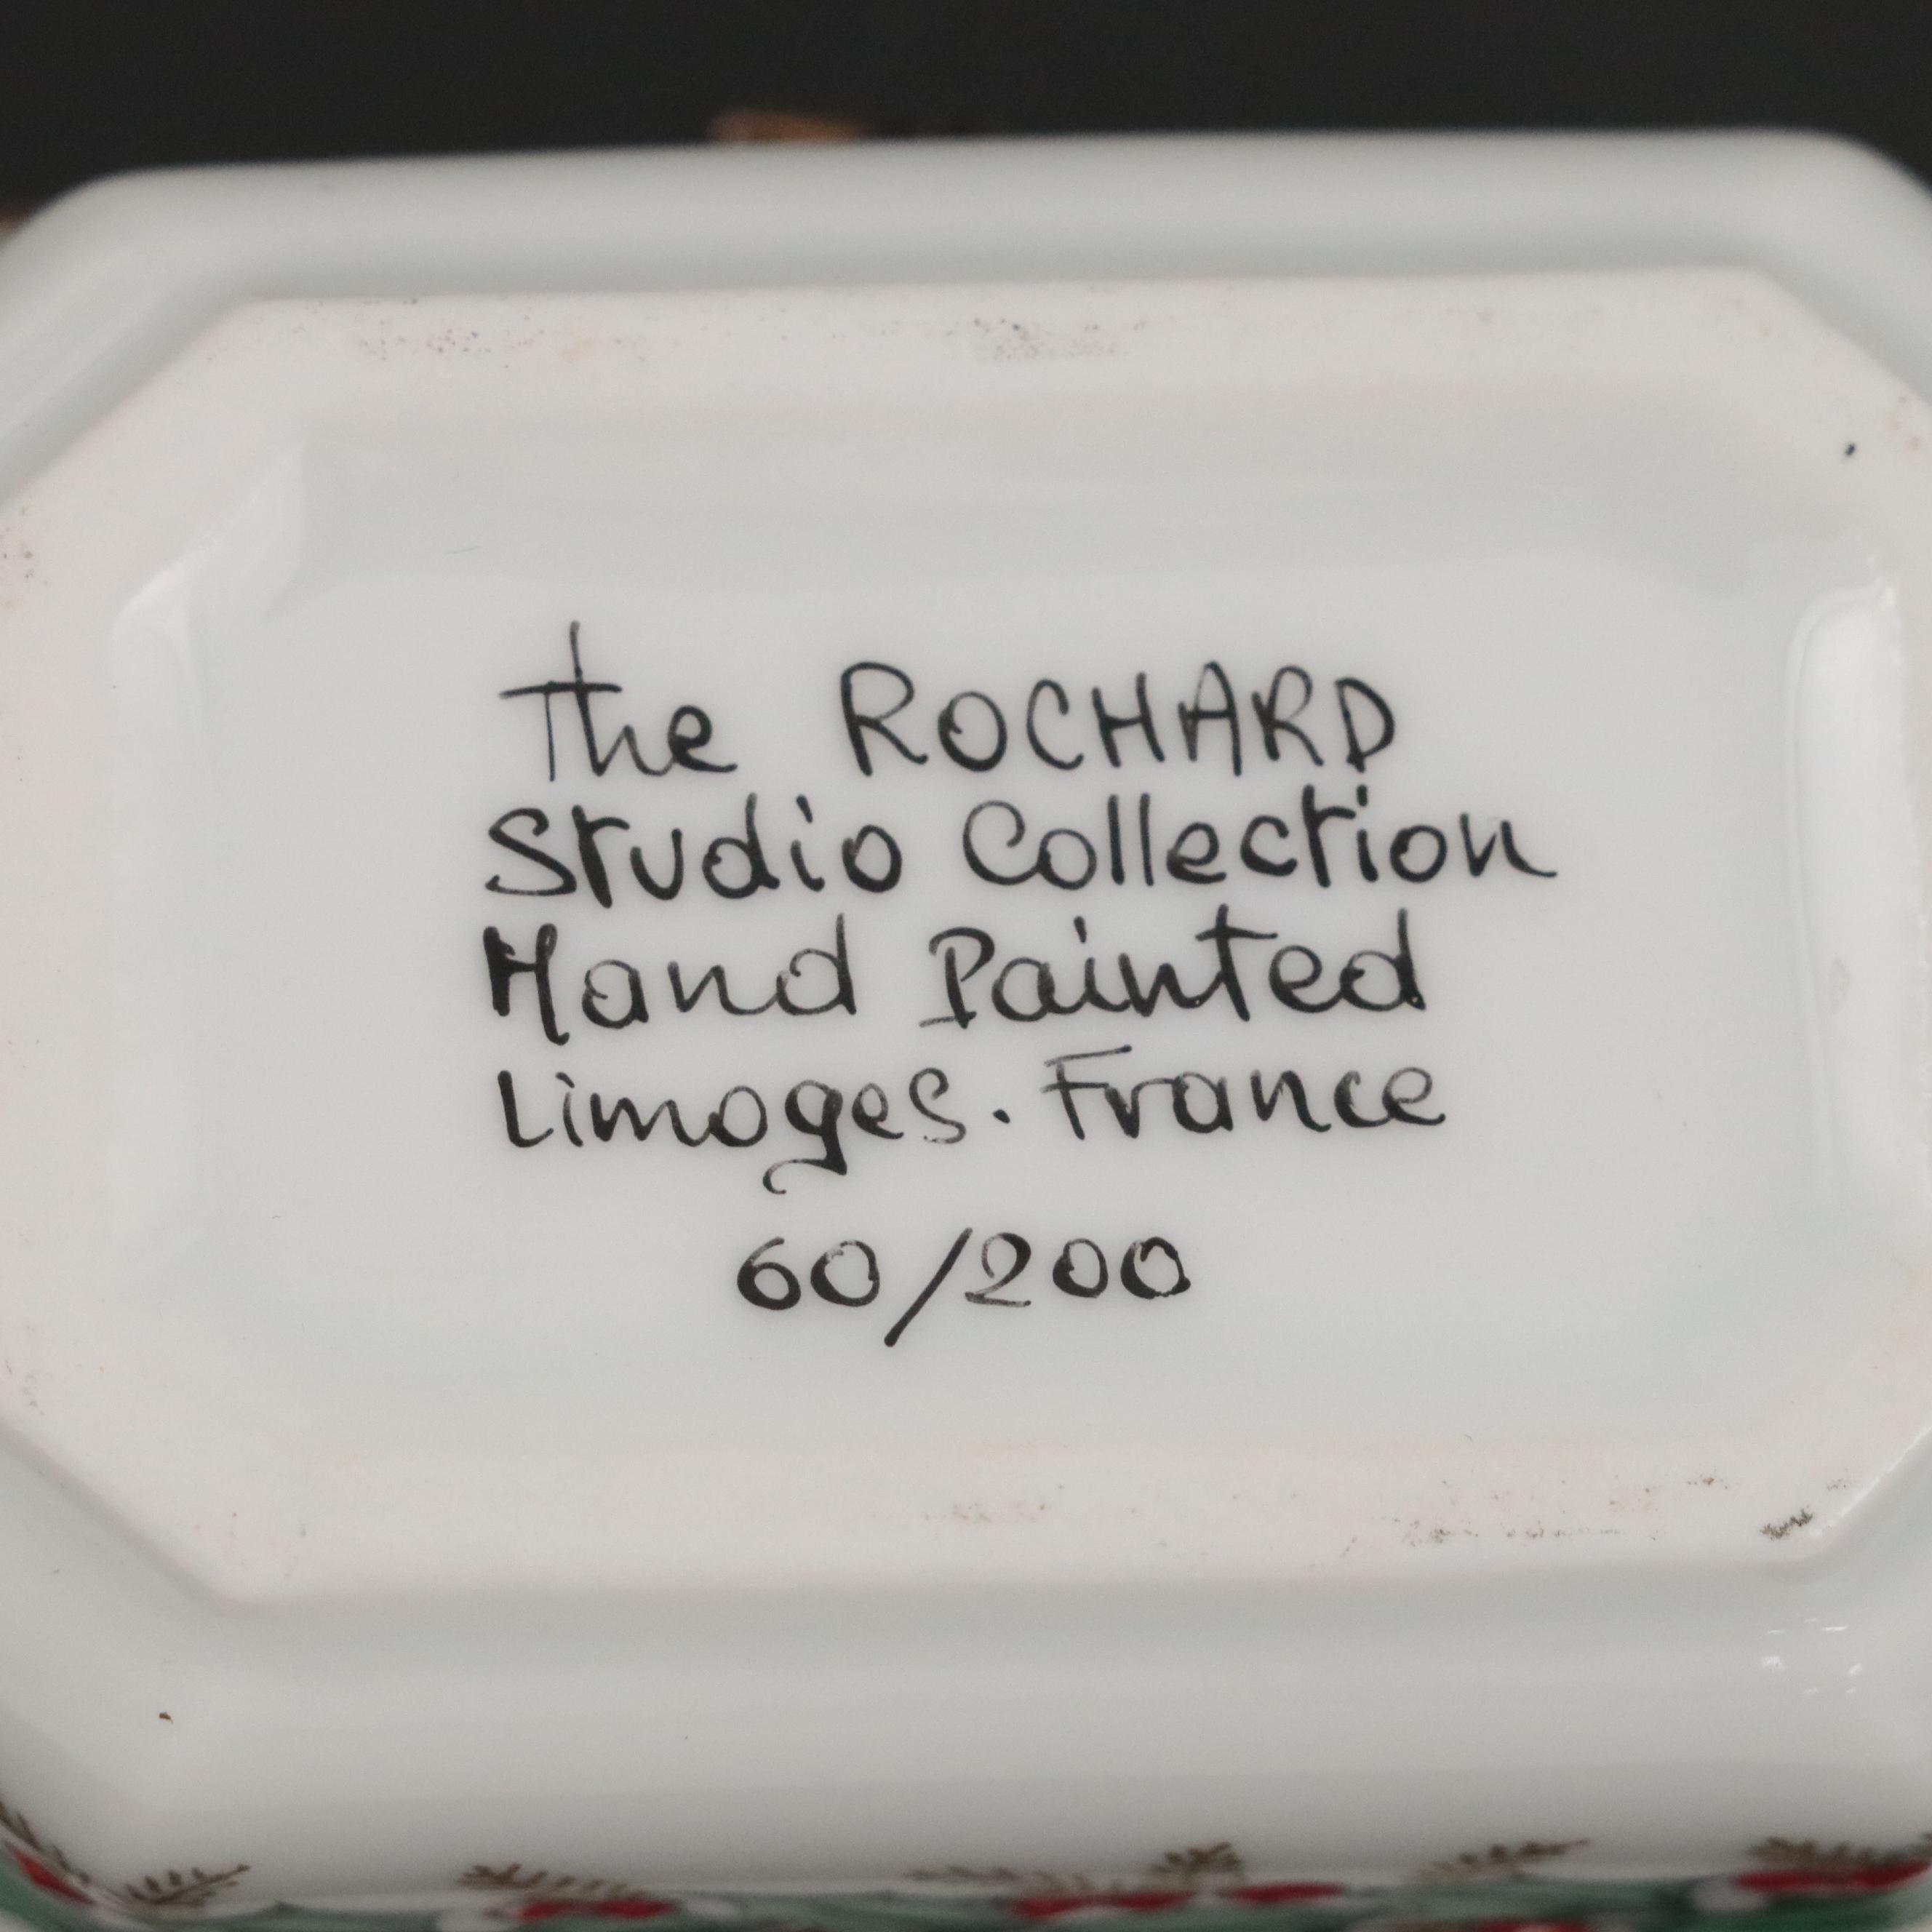 the ROCHARD
Studio Collection
Hand Painted
Limoges. France
60/200